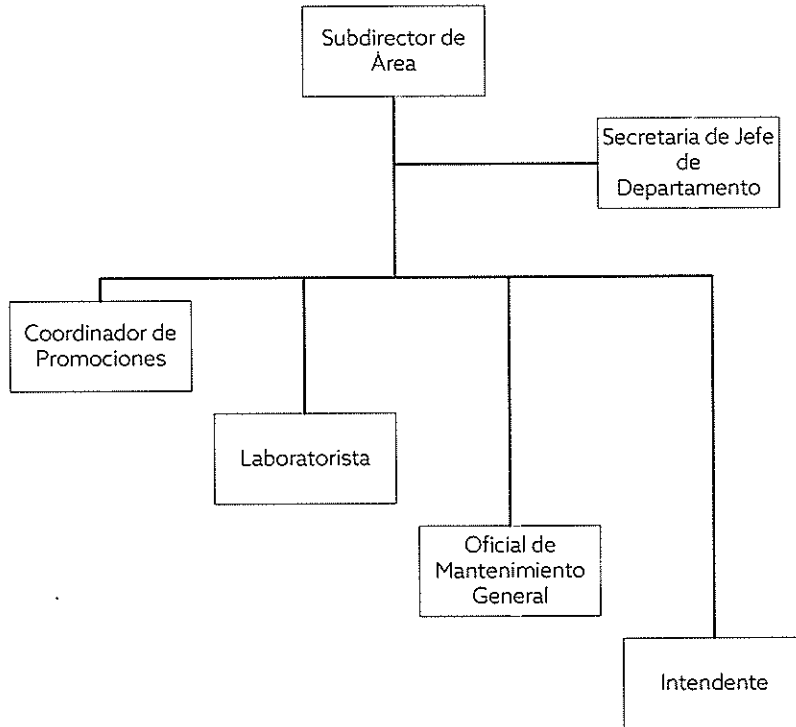 Subdirector de
Área
Secretaria de Jefe
de
Departamento
Coordinador de
Promociones
Laboratorista
Oficial de
Mantenimiento
General
Intendente